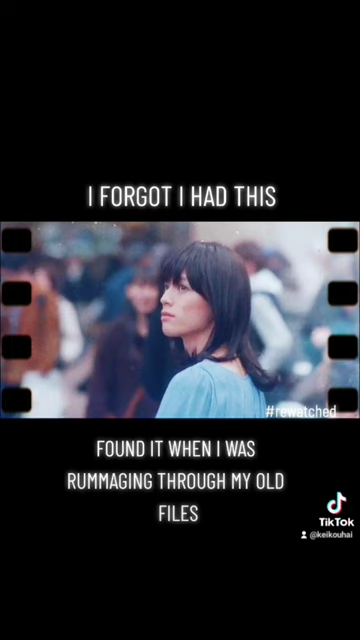 I FORGOT I HAD THIS
#rewatched
FOUND IT WHEN I WAS
RUMMAGING THROUGH MY OLD
FILES
TikTok
@keikouhai